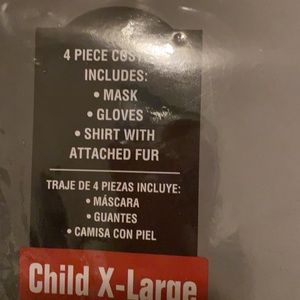 4 PIECE
INCLUDES:
• MASK
• GLOVES
• SHIRT WITH
ATTACHED FUR
TRAJE DE 4 PIEZAS INCLUYE:
• MÁSCARA
• GUANTES
• CAMISA CON PIEL
Child X-Large